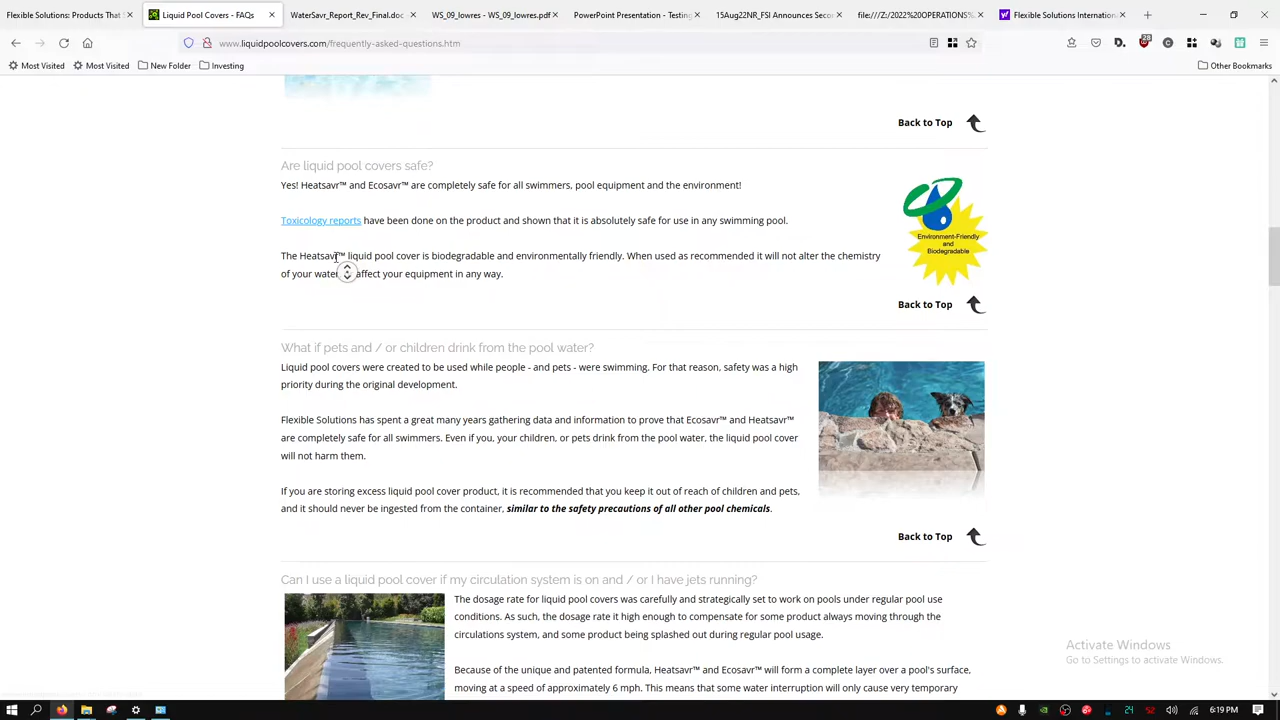 Flexible Solutions Products That S
Liquid Pool Covers - FAQs
WaterSavr_Report_Rev_Final.doc
WS_09_lowres - WS_09_lowres.pdf
PowerPoint Presentation - Testing
15Aug22NR_FSI Announces Sec
file:////Z:/2022%20OPERATIONS%
Flexible Solutions Internation
www.liquidpoolcovers.com/frequently-asked-questions.htm
28
Most Visited
Most Visited
New Folder
Investing
Other Bookmarks
Back to Top
Are liquid pool covers safe?
Yes! Heatsavr™ and Ecosavr™ are completely safe for all swimmers, pool equipment and the environment!
Toxicology reports have been done on the product and shown that it is absolutely safe for use in any swimming pool.
Environment-Friendly
and
Biodegradable
The Heatsavr™ liquid pool cover is biodegradable and environmentally friendly. When used as recommended it will not alter the chemistry
of your water affect your equipment in any way.
Back to Top
What if pets and / or children drink from the pool water?
Liquid pool covers were created to be used while people - and pets - were swimming. For that reason, safety was a high
priority during the original development.
Flexible Solutions has spent a great many years gathering data and information to prove that Ecosavr™ and Heatsavr™
are completely safe for all swimmers. Even if you, your children, or pets drink from the pool water, the liquid pool cover
will not harm them.
If you are storing excess liquid pool cover product, it is recommended that you keep it out of reach of children and pets,
and it should never be ingested from the container, similar to the safety precautions of all other pool chemicals.
Back to Top
Can I use a liquid pool cover if my circulation system is on and / or I have jets running?
The dosage rate for liquid pool covers was carefully and strategically set to work on pools under regular pool use
conditions. As such, the dosage rate it high enough to compensate for some product always moving through the
circulations system, and some product being splashed out during regular pool usage.
Because of the unique and patented formula, Heatsavr™ and Ecosavr™ will form a complete layer over a pool's surface,
moving at a speed of approximately 6 mph. This means that some water interruption will only cause very temporary
Activate Windows
Go to Settings to activate Windows.
6:19 PM